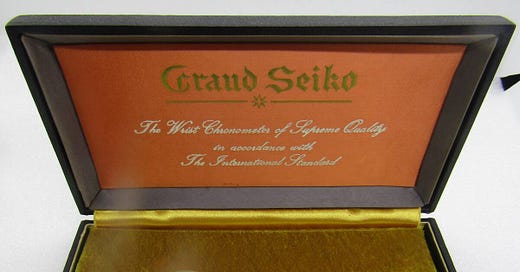 Grand Seiko
The Wrist Chronometer of Supreme Quality
in accordance with
The International Standard